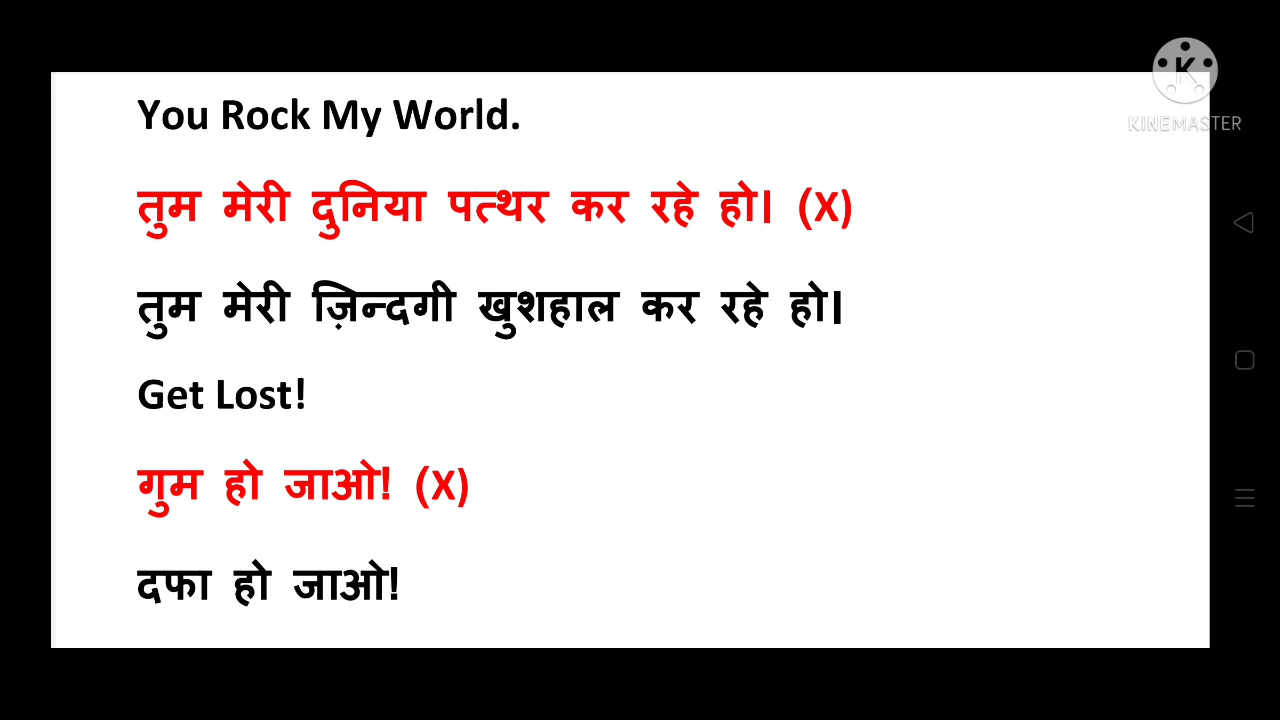 You Rock My World.
तुम मेरी दुनिया पत्थर कर रहे हो। (X)
तुम मेरी ज़िन्दगी खुशहाल कर रहे हो।
Get Lost!
गुम हो जाओ! (X)
दफा हो जाओ!
K
KINEMASTER